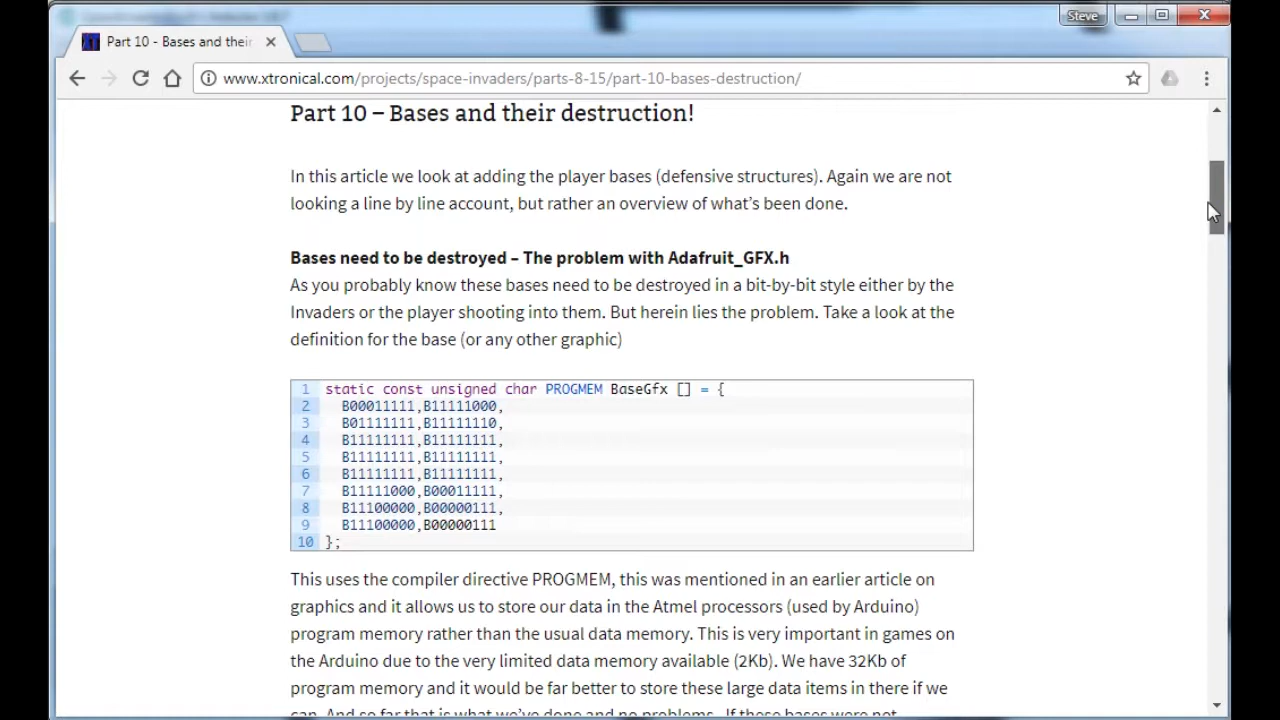 Steve
Part 10 - Bases and their
www.xtronical.com/projects/space-invaders/parts-8-15/part-10-bases-destruction/
Part 10 – Bases and their destruction!
In this article we look at adding the player bases (defensive structures). Again we are not
looking a line by line account, but rather an overview of what's been done.
Bases need to be destroyed – The problem with Adafruit_GFX.h
As you probably know these bases need to be destroyed in a bit-by-bit style either by the
Invaders or the player shooting into them. But herein lies the problem. Take a look at the
definition for the base (or any other graphic)
1 static const unsigned char PROGMEM BaseGfx [] = {
2 B00011111,B11111000,
3 B01111111,B11111110,
4 B11111111,B11111111,
5 B11111111,B11111111,
6 B11111111,B11111111,
7 B11111000,B00011111,
8 B11100000,B00000111,
9 B11100000,B00000111
10 };
This uses the compiler directive PROGMEM, this was mentioned in an earlier article on
graphics and it allows us to store our data in the Atmel processors (used by Arduino)
program memory rather than the usual data memory. This is very important in games on
the Arduino due to the very limited data memory available (2Kb). We have 32Kb of
program memory and it would be far better to store these large data items in there if we
can. And so far that is what we've done and no problems. If these bases were not